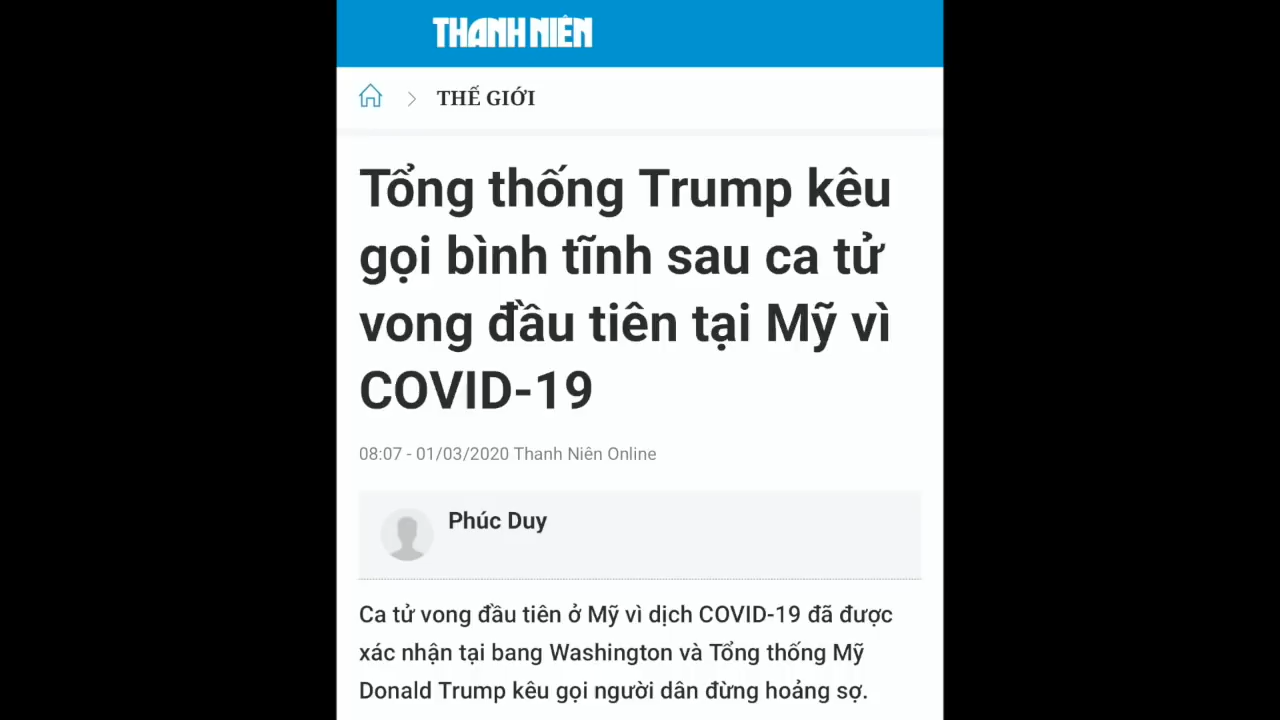 THANH NIÊN
THẾ GIỚI
Tổng thống Trump kêu
gọi bình tĩnh sau ca tử
vong đầu tiên tại Mỹ vì
COVID-19
08:07 - 01/03/2020 Thanh Niên Online
Phúc Duy
Ca tử vong đầu tiên ở Mỹ vì dịch COVID-19 đã được
xác nhận tại bang Washington và Tổng thống Mỹ
Donald Trump kêu gọi người dân đừng hoảng sợ.